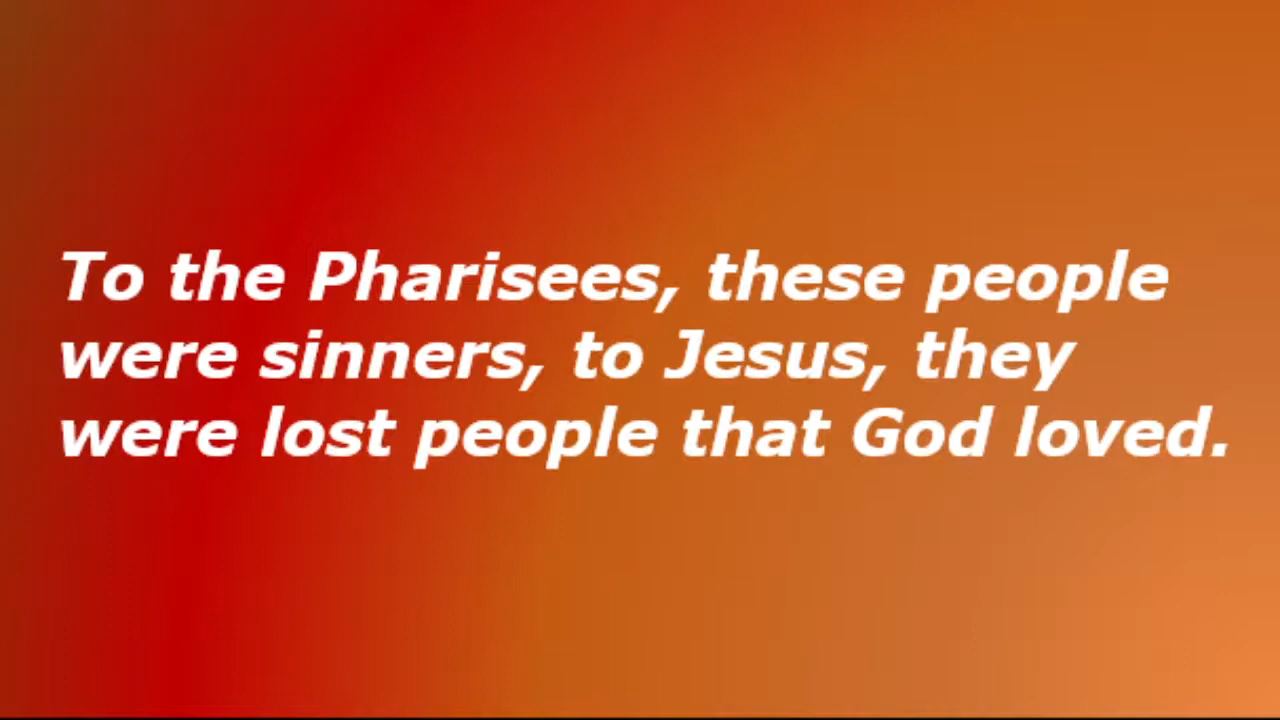 To the Pharisees, these people
were sinners, to Jesus, they
were lost people that God loved.